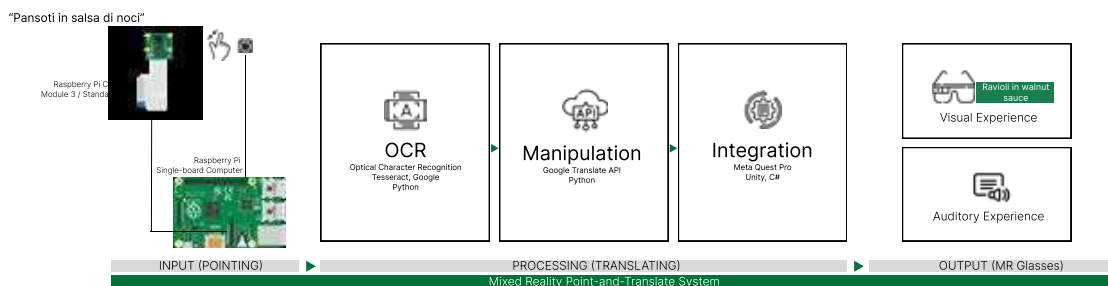 “Pansoti in salsa di noci”
Raspberry Pi C
Module 3 / Standa
Raspberry Pi
Single-board Computer
A
OCR
Optical Character Recognition
Tesseract, Google
Python
API
Manipulation
Google Translate API
Python
Integration
Meta Quest Pro
Unity, C#
Ravioli in walnut
sauce
Visual Experience
Auditory Experience
INPUT (POINTING)
PROCESSING (TRANSLATING)
OUTPUT (MR Glasses)
Mixed Reality Point-and-Translate System